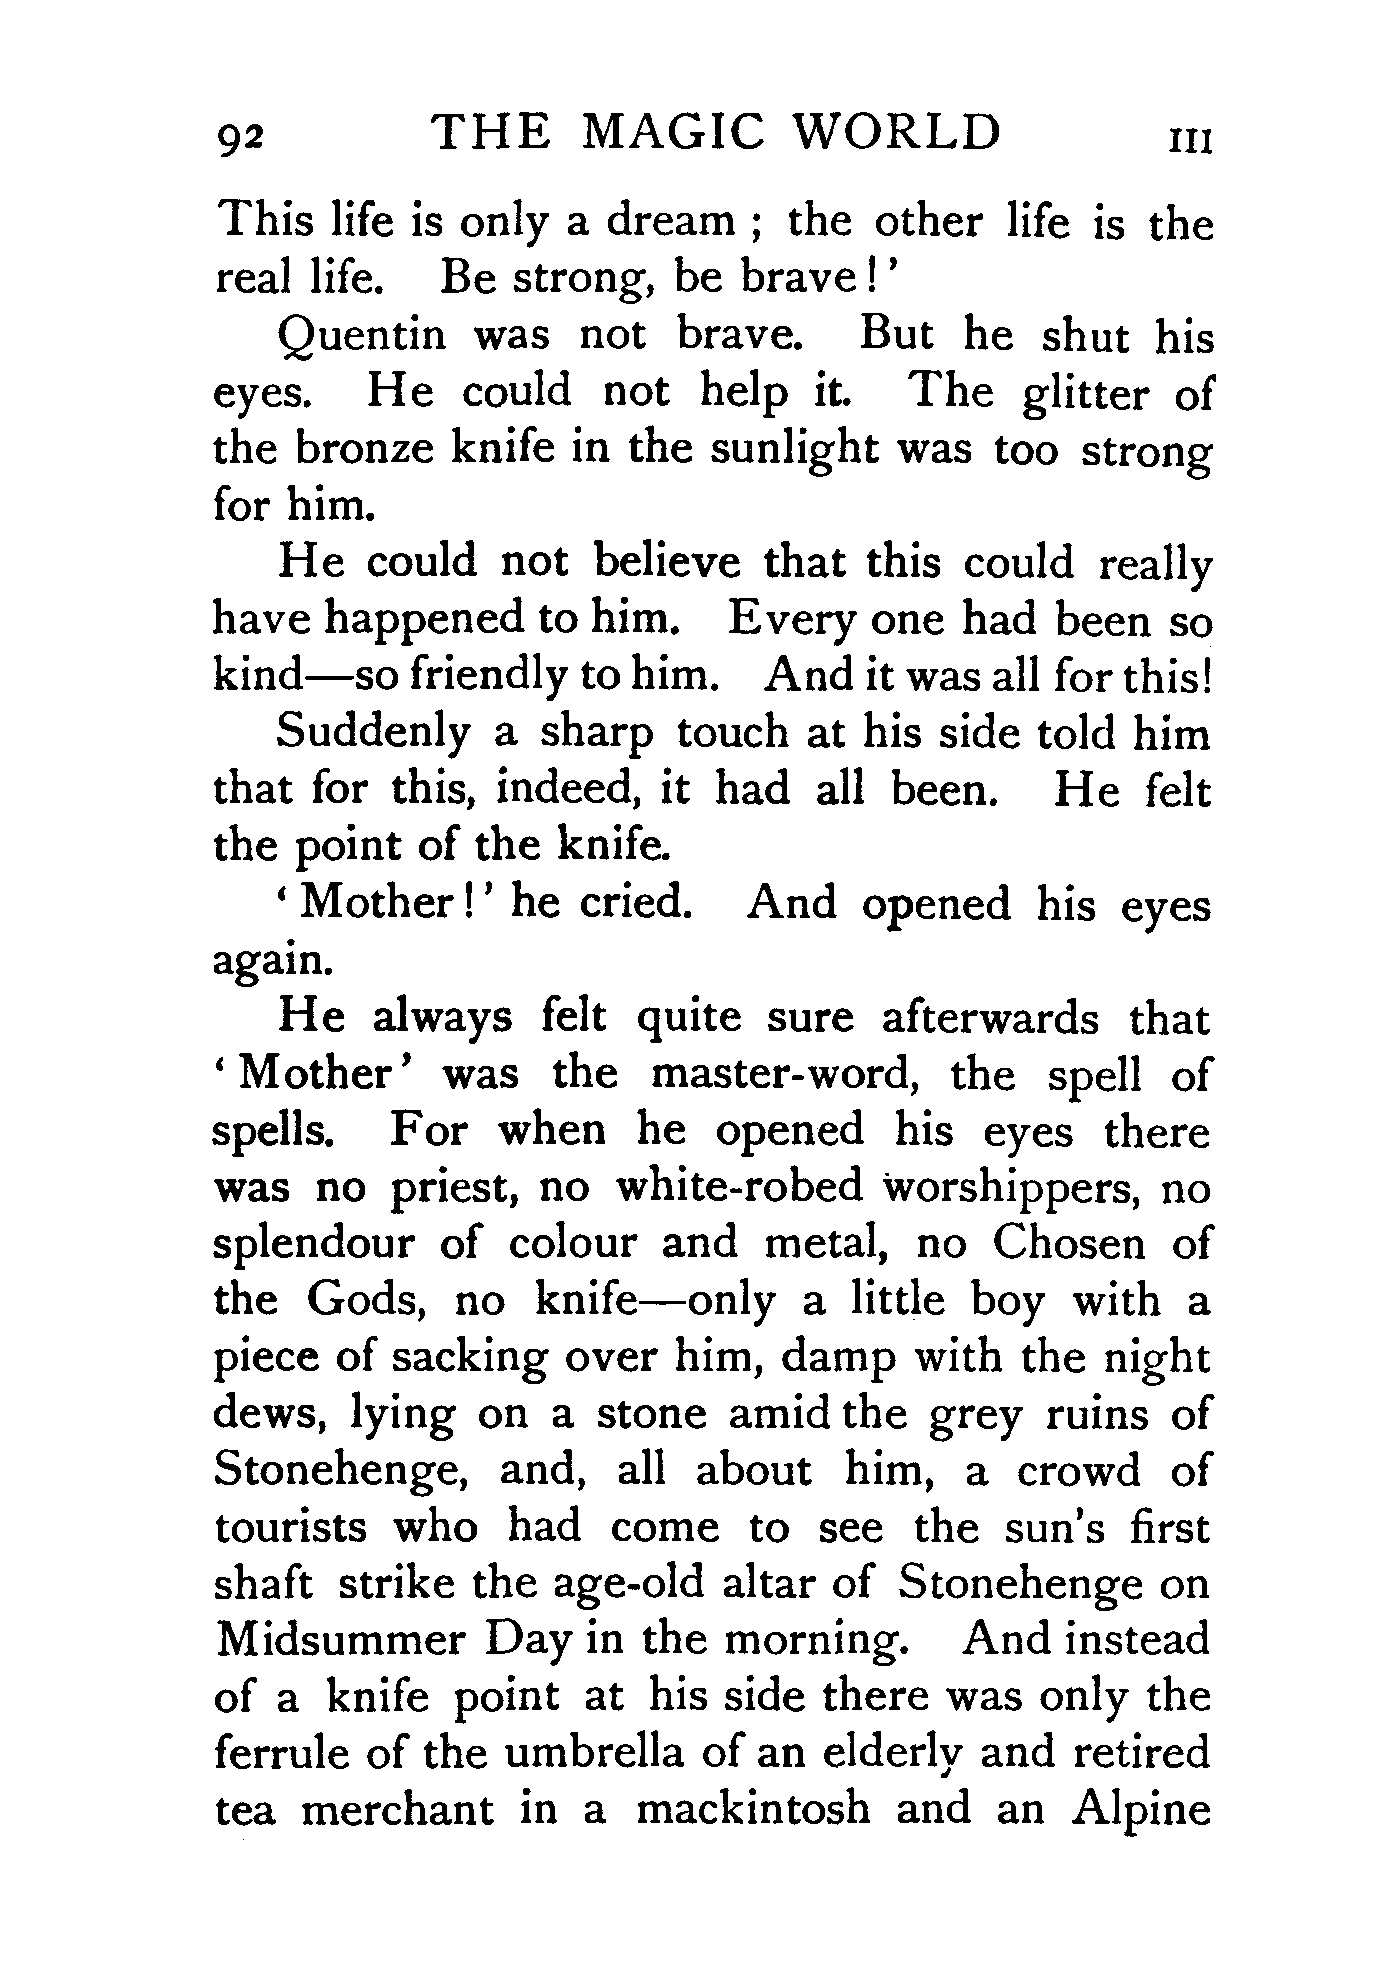 92 THE MAGIC WORLD III
This life is only a dream ; the other life is the
real life. Be strong, be brave ! ’
Quentin was not brave. But he shut his
eyes. He could not help it. The glitter of
the bronze knife in the sunlight was too strong
for him.
He could not believe that this could really
have happened to him. Every one had been so
kind—so friendly to him. And it was all for this!
Suddenly a sharp touch at his side told him
that for this, indeed, it had all been. He felt
the point of the knife.
‘ Mother ! ’ he cried. And opened his eyes
again.
He always felt quite sure afterwards that
‘ Mother ’ was the master-word, the spell of
spells. For when he opened his eyes there
was no priest, no white-robed worshippers, no
splendour of colour and metal, no Chosen of
the Gods, no knife—only a little boy with a
piece of sacking over him, damp with the night
dews, lying on a stone amid the grey ruins of
Stonehenge, and, all about him, a crowd of
tourists who had come to see the sun’s first
shaft strike the age-old altar of Stonehenge on
Midsummer Day in the morning. And instead
of a knife point at his side there was only the
ferrule of the umbrella of an elderly and retired
tea merchant in a mackintosh and an Alpine